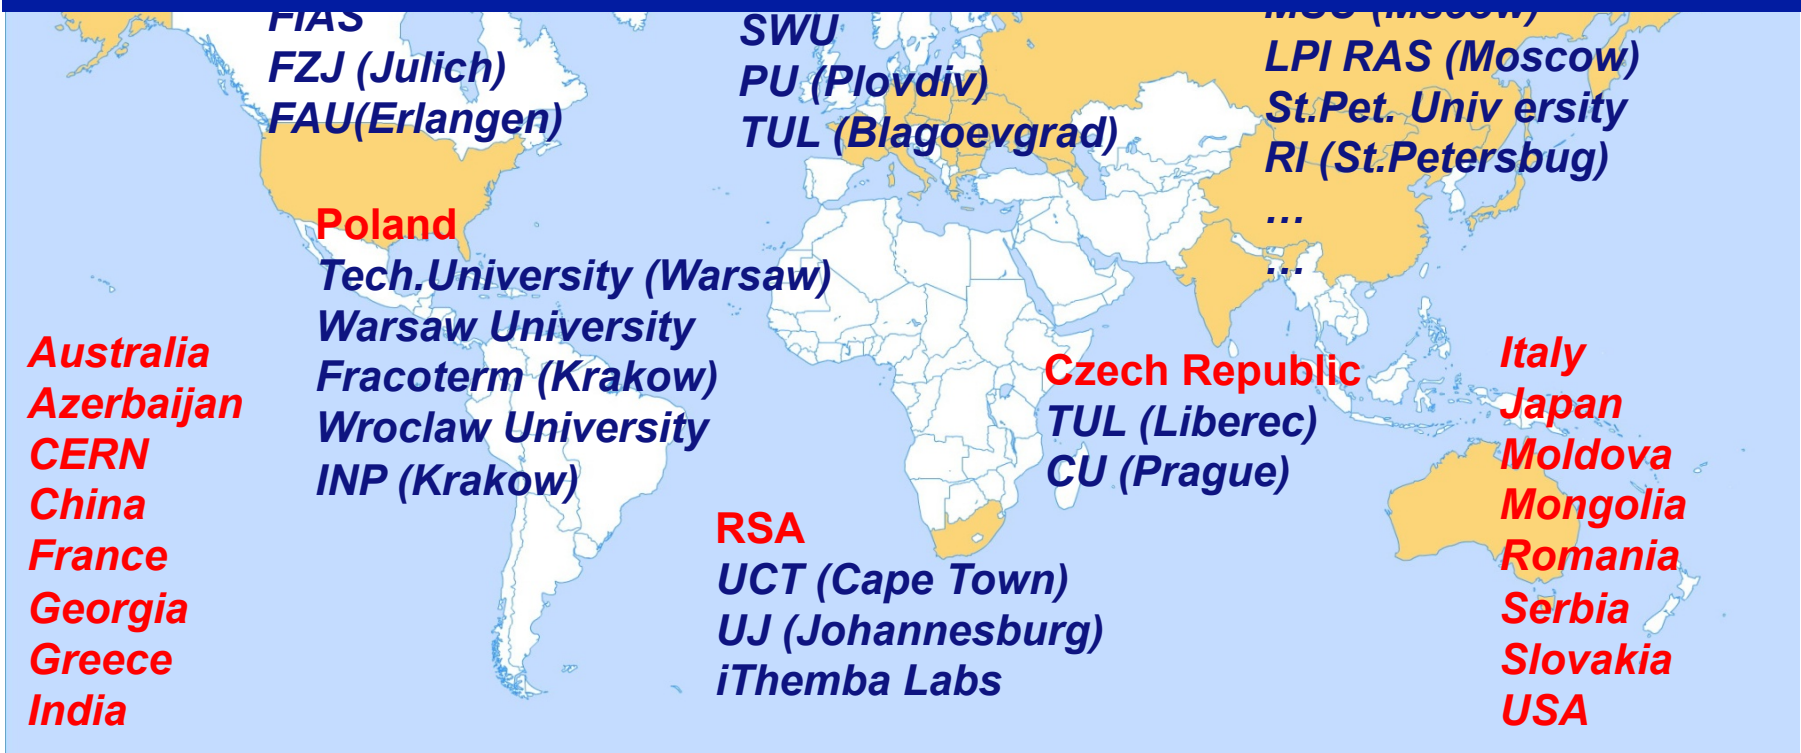 FIAS
FZJ (Julich)
FAU(Erlangen)
SWU
PU (Plovdiv)
TUL (Blagoevgrad)
LPI RAS (Moscow)
St.Pet. Univ ersity
RI (St.Petersbug)
...
...
Poland
Tech.University (Warsaw)
Warsaw University
Fracoterm (Krakow)
Wroclaw University
INP (Krakow)
Australia
Azerbaijan
CERN
China
France
Georgia
Greece
India
RSA
UCT (Cape Town)
UJ (Johannesburg)
iThemba Labs
Czech Republic
TUL (Liberec)
CU (Prague)
Italy
Japan
Moldova
Mongolia
Romania
Serbia
Slovakia
USA